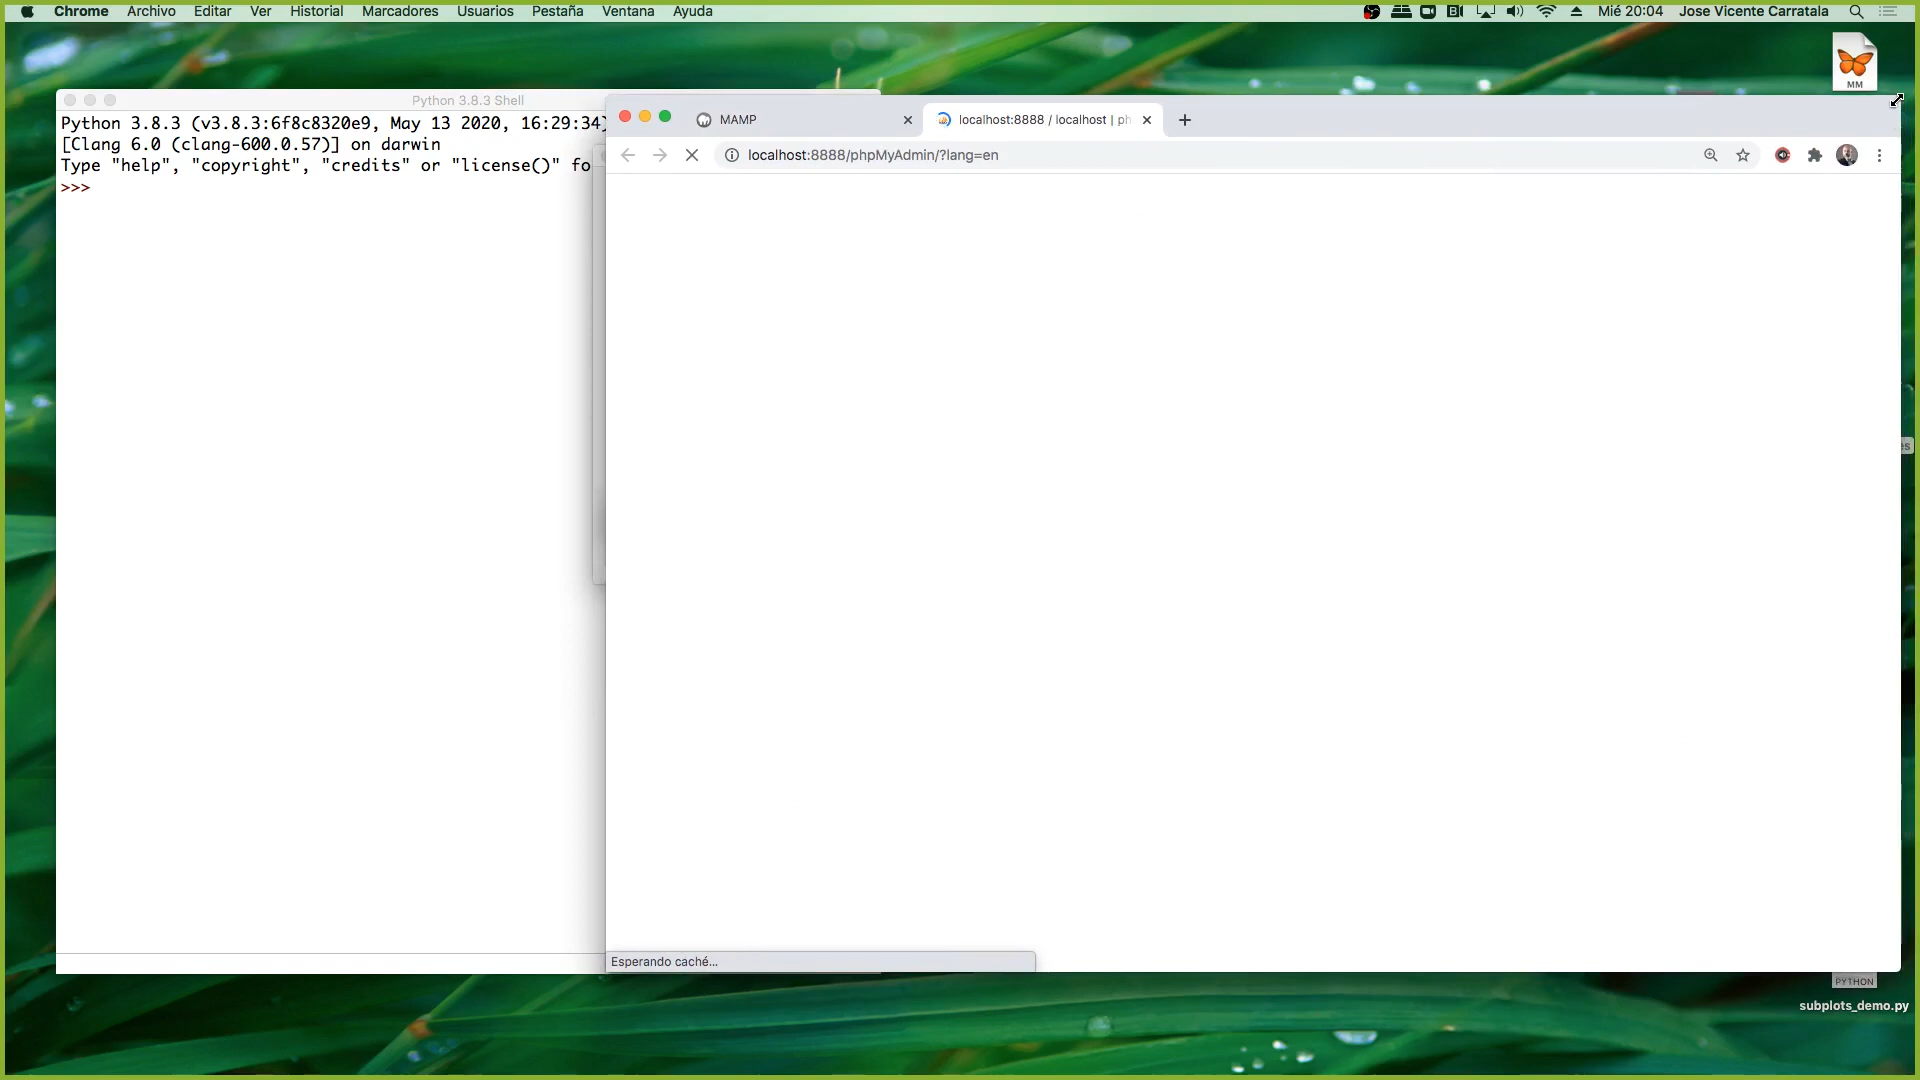 Chrome Archivo Editar Ver Historial Marcadores Usuarios Pestaña Ventana Ayuda Mié 20:04 Jose Vicente Carratala
MM
Python 3.8.3 Shell
Python 3.8.3 (v3.8.3:6f8c8320e9, May 13 2020, 16:29:34)
[Clang 6.0 (clang-600.0.57)] on darwin
Type "help", "copyright", "credits" or "license()" fo
>>>
MAMP
localhost:8888 / localhost | ph
localhost:8888/phpMyAdmin/?lang=en
es
Esperando caché...
PYTHON
subplots_demo.py